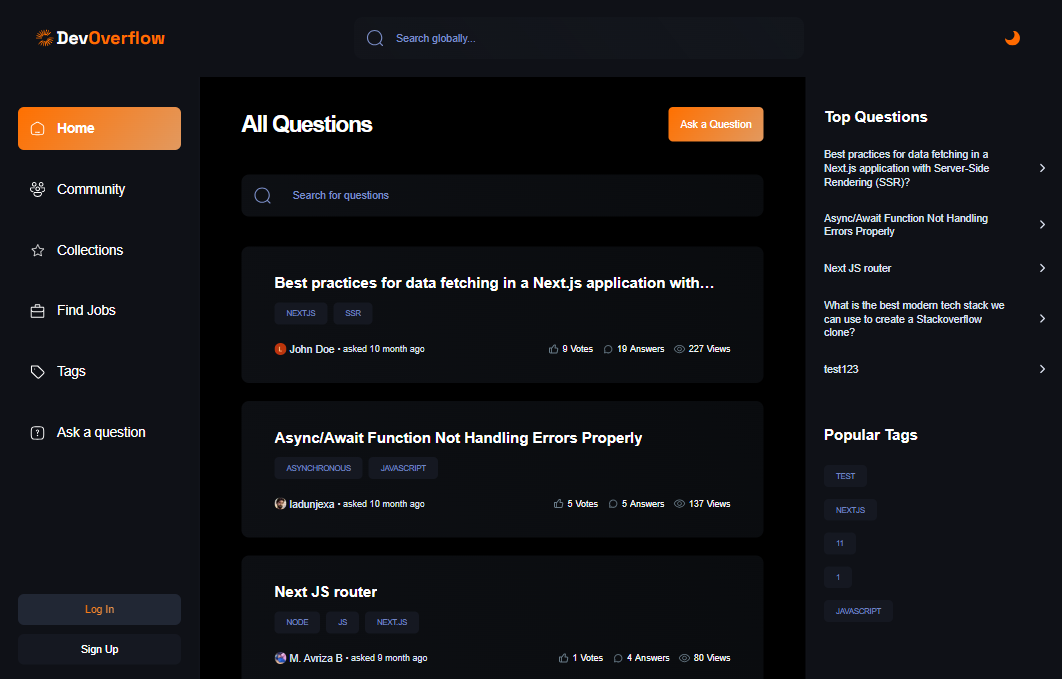 DevOverflow
Search globally...
Home
Community
Collections
Find Jobs
Tags
Ask a question
Log In
Sign Up
All Questions
Ask a Question
Search for questions
Best practices for data fetching in a Next.js application with...
NEXTJS SSR
John Doe • asked 10 month ago 9 Votes 19 Answers 227 Views
Async/Await Function Not Handling Errors Properly
ASYNCHRONOUS JAVASCRIPT
ladunjexa • asked 10 month ago 5 Votes 5 Answers 137 Views
Next JS router
NODE JS NEXT.JS
M. Avriza B • asked 9 month ago 1 Votes 4 Answers 80 Views
Top Questions
Best practices for data fetching in a
Next.js application with Server-Side
Rendering (SSR)?
Async/Await Function Not Handling
Errors Properly
Next JS router
What is the best modern tech stack we
can use to create a Stackoverflow
clone?
test123
Popular Tags
TEST
NEXTJS
11
1
JAVASCRIPT